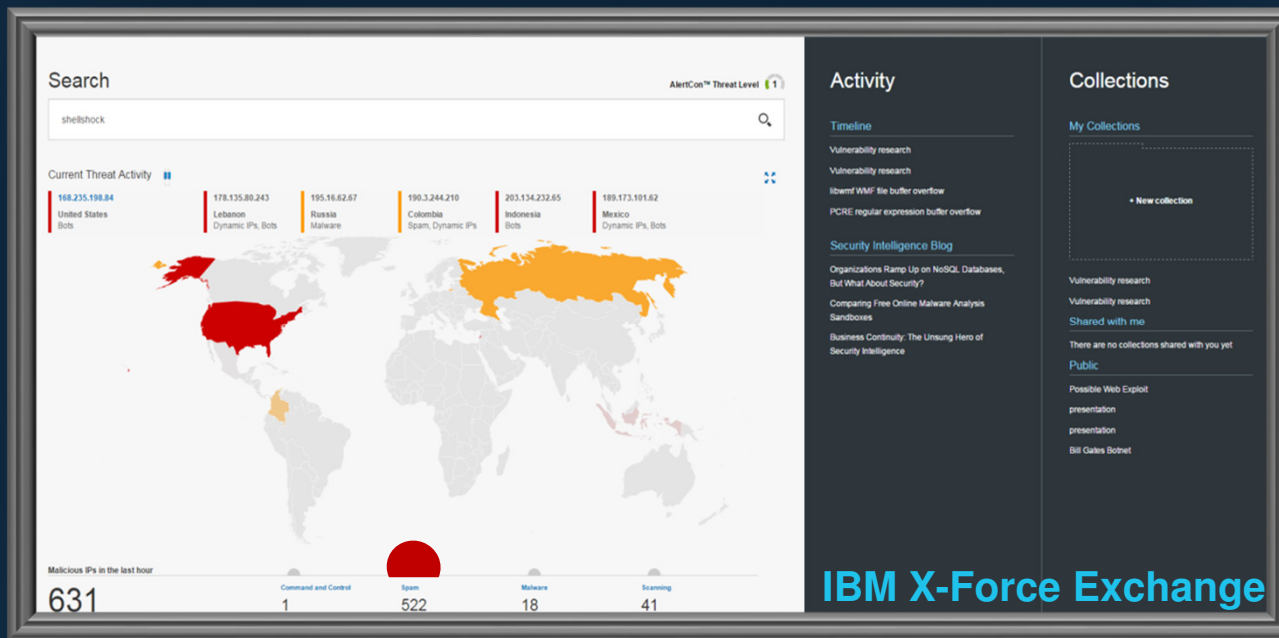 Search
AlertCon™ Threat Level 1
shellshock
Current Threat Activity
168.235.198.84
United States
Bots
178.135.80.243
Lebanon
Dynamic IPs, Bots
195.16.62.67
Russia
Malware
190.3.244.210
Colombia
Spam, Dynamic IPs
203.134.232.65
Indonesia
Bots
189.173.101.62
Mexico
Dynamic IPs, Bots
Malicious IPs in the last hour
631
Command and Control
1
Spam
522
Malware
18
Scanning
41
Activity
Timeline
Vulnerability research
Vulnerability research
libwmf WMF file buffer overflow
PCRE regular expression buffer overflow
Security Intelligence Blog
Organizations Ramp Up on NoSQL Databases,
But What About Security?
Comparing Free Online Malware Analysis
Sandboxes
Business Continuity: The Unsung Hero of
Security Intelligence
Collections
My Collections
+ New collection
Vulnerability research
Vulnerability research
Shared with me
There are no collections shared with you yet
Public
Possible Web Exploit
presentation
presentation
Bill Gates Botnet
IBM X-Force Exchange